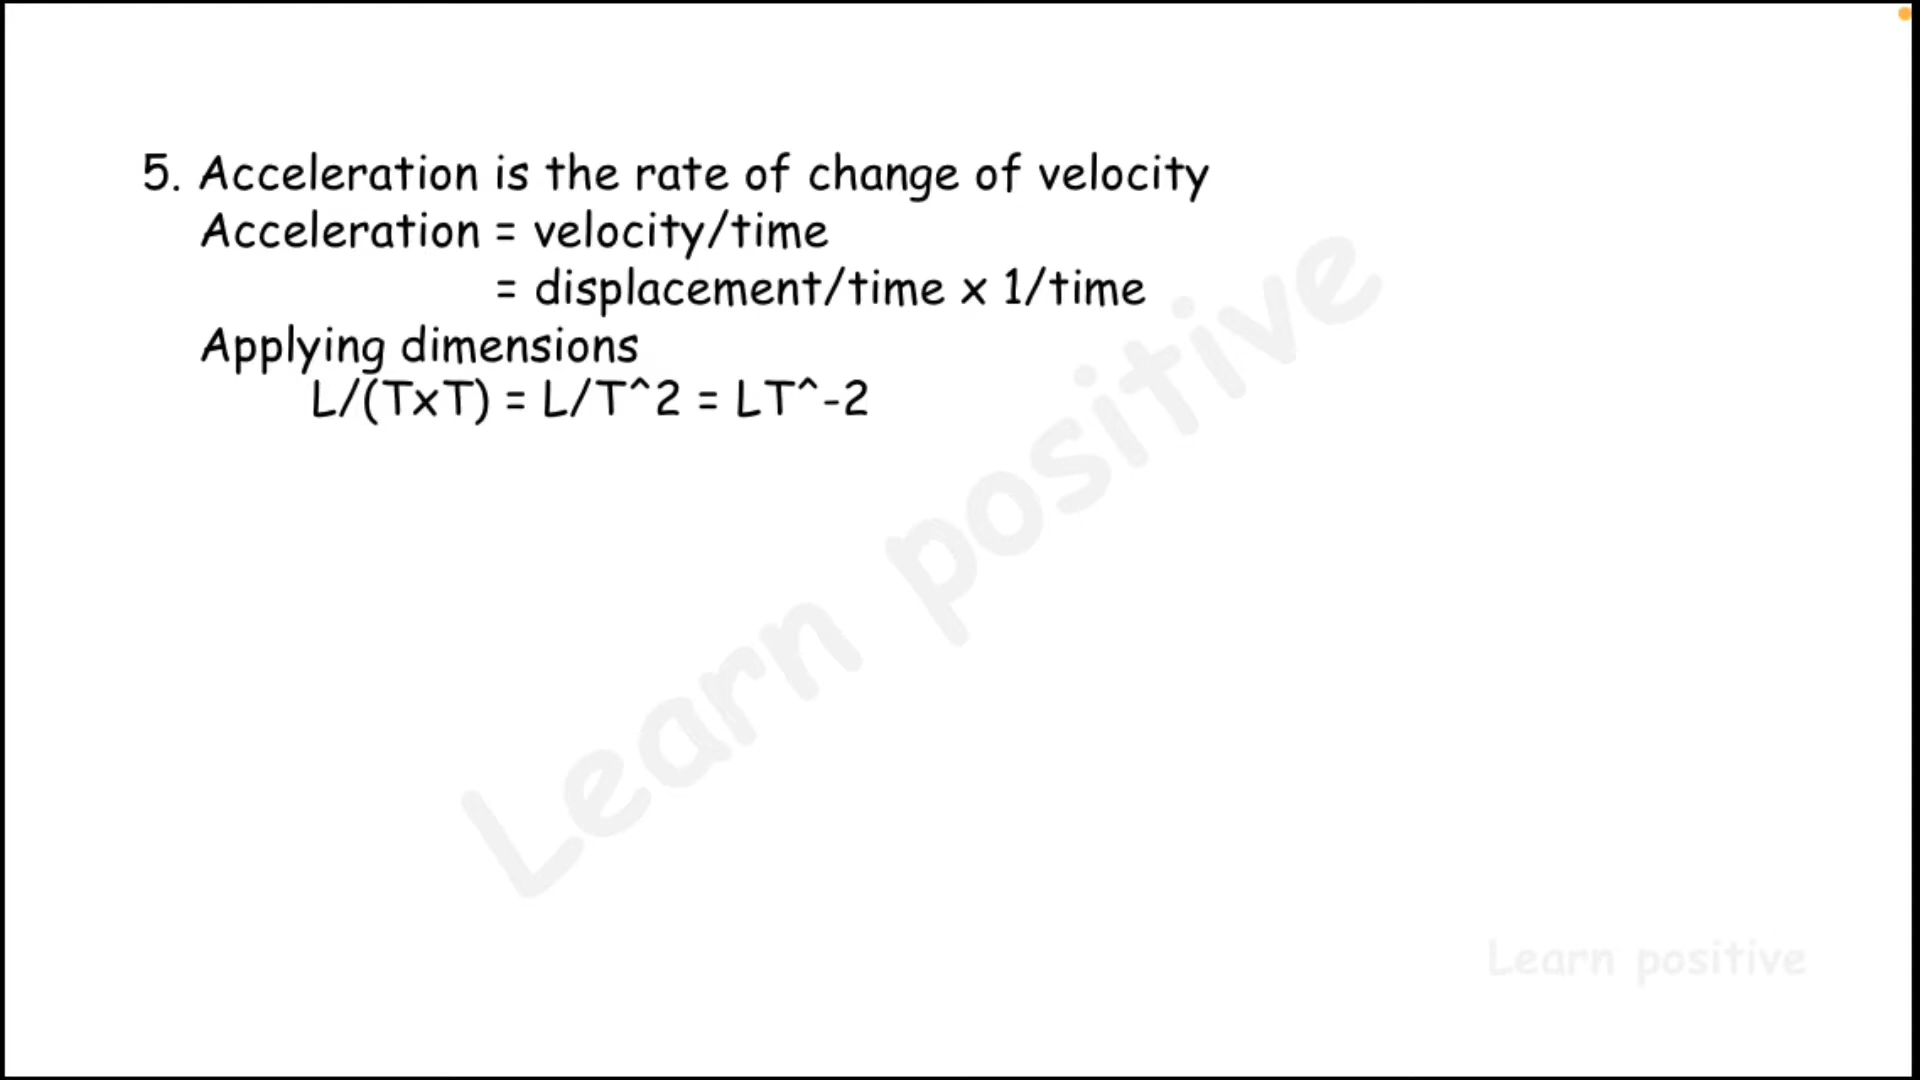 5. Acceleration is the rate of change of velocity
Acceleration = velocity/time
= displacement/time x 1/time
Applying dimensions
L/(TxT) = L/T^2 = LT^-2
Learn positive
Learn positive